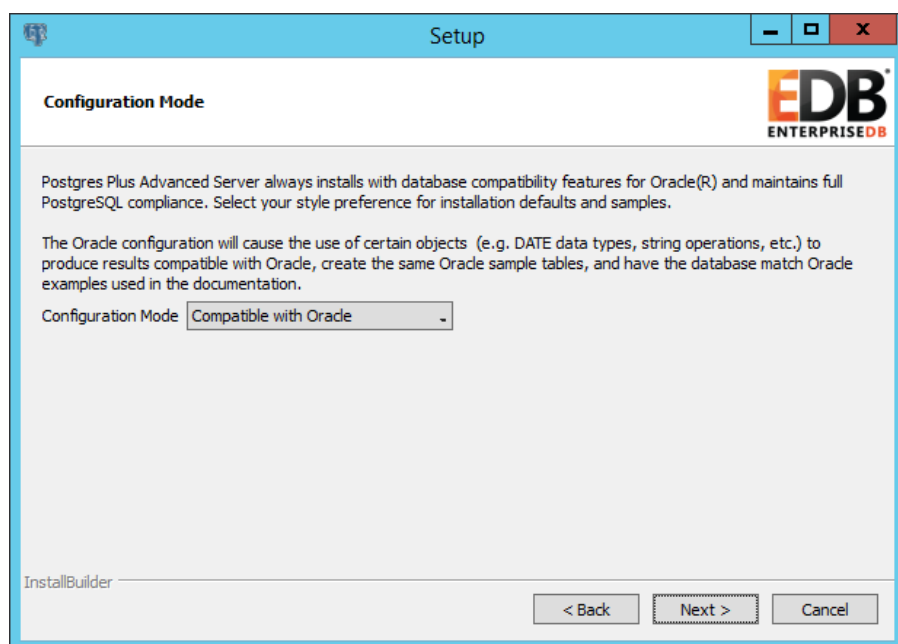 Setup
Configuration Mode
EDB
ENTERPRISEDB
Postgres Plus Advanced Server always installs with database compatibility features for Oracle(R) and maintains full
PostgreSQL compliance. Select your style preference for installation defaults and samples.
The Oracle configuration will cause the use of certain objects (e.g. DATE data types, string operations, etc.) to
produce results compatible with Oracle, create the same Oracle sample tables, and have the database match Oracle
examples used in the documentation.
Configuration Mode Compatible with Oracle
InstallBuilder
< Back Next > Cancel